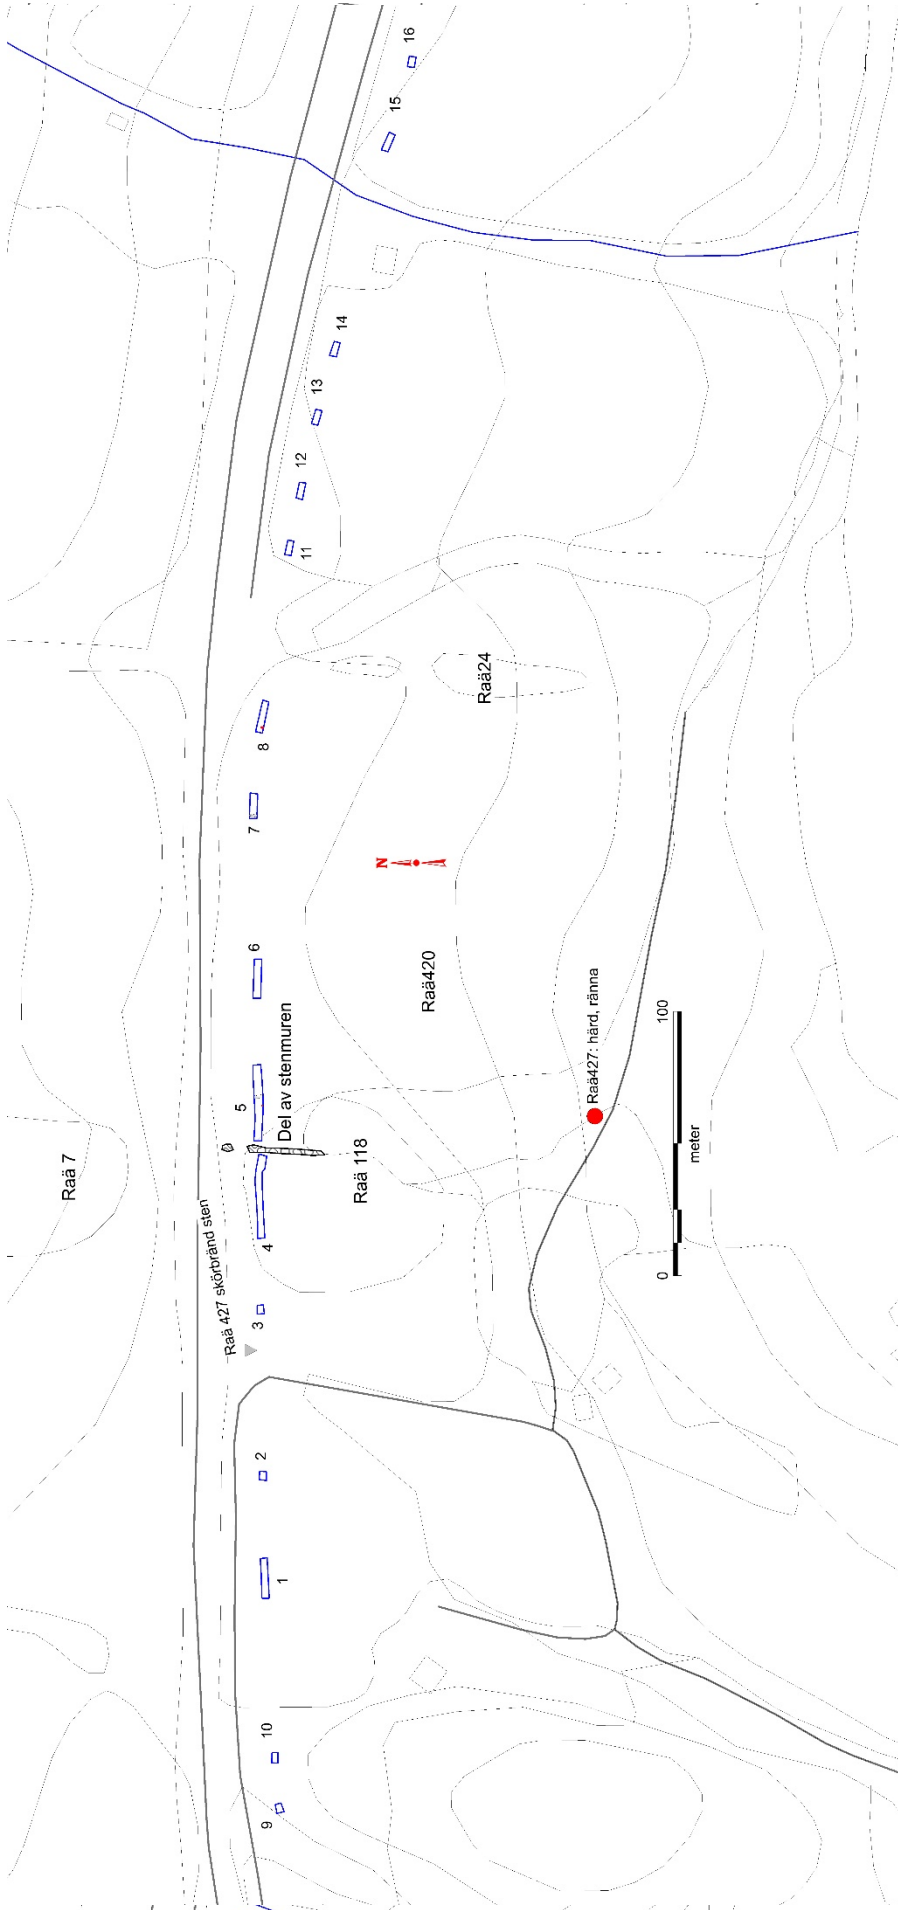 16
15
14
13
12
11
Raä24
8
7
N
6
Raä420
Raä427: härd, ränna
100
meter
0
5
Del av stenmuren
Raä 7
Raä 118
4
Raä 427 skörbränd sten
3
2
1
10
9